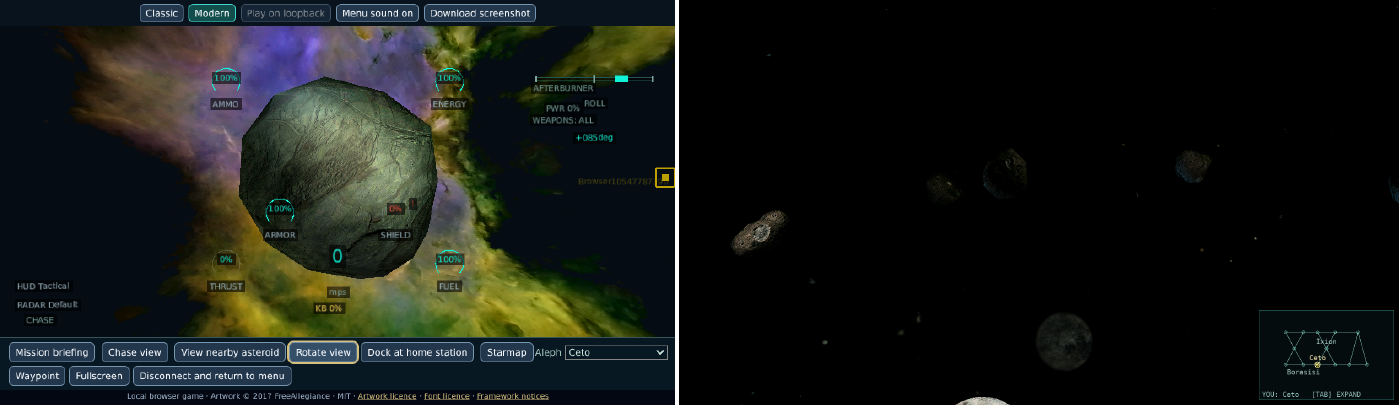 Classic Modern Play on loopback Menu sound on Download screenshot
100% 100%
AMMO ENERGY
AFTERBURNER
ROLL
PWR 0%
WEAPONS: ALL
+085deg
100% 0%
ARMOR SHIELD
0
0% 100%
THRUST FUEL
mps
KB 0%
HUD Tactical
RADAR Default
CHASE
Mission briefing Chase view View nearby asteroid Rotate view Dock at home station Starmap Aleph Ceto
Waypoint Fullscreen Disconnect and return to menu
Local browser game · Artwork © 2017 FreeAllegiance · MIT · Artwork licence · Font licence · Framework notices
Ixion
Ceto
Borasisi
YOU: Ceto [TAB] EXPAND